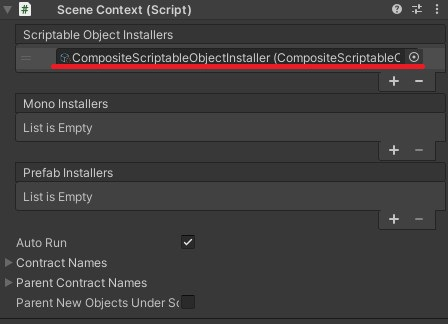 Scene Context (Script)
Scriptable Object Installers
CompositeScriptableObjectInstaller (CompositeScriptableO
Mono Installers
List is Empty
Prefab Installers
List is Empty
Auto Run
Contract Names
Parent Contract Names
Parent New Objects Under Sc